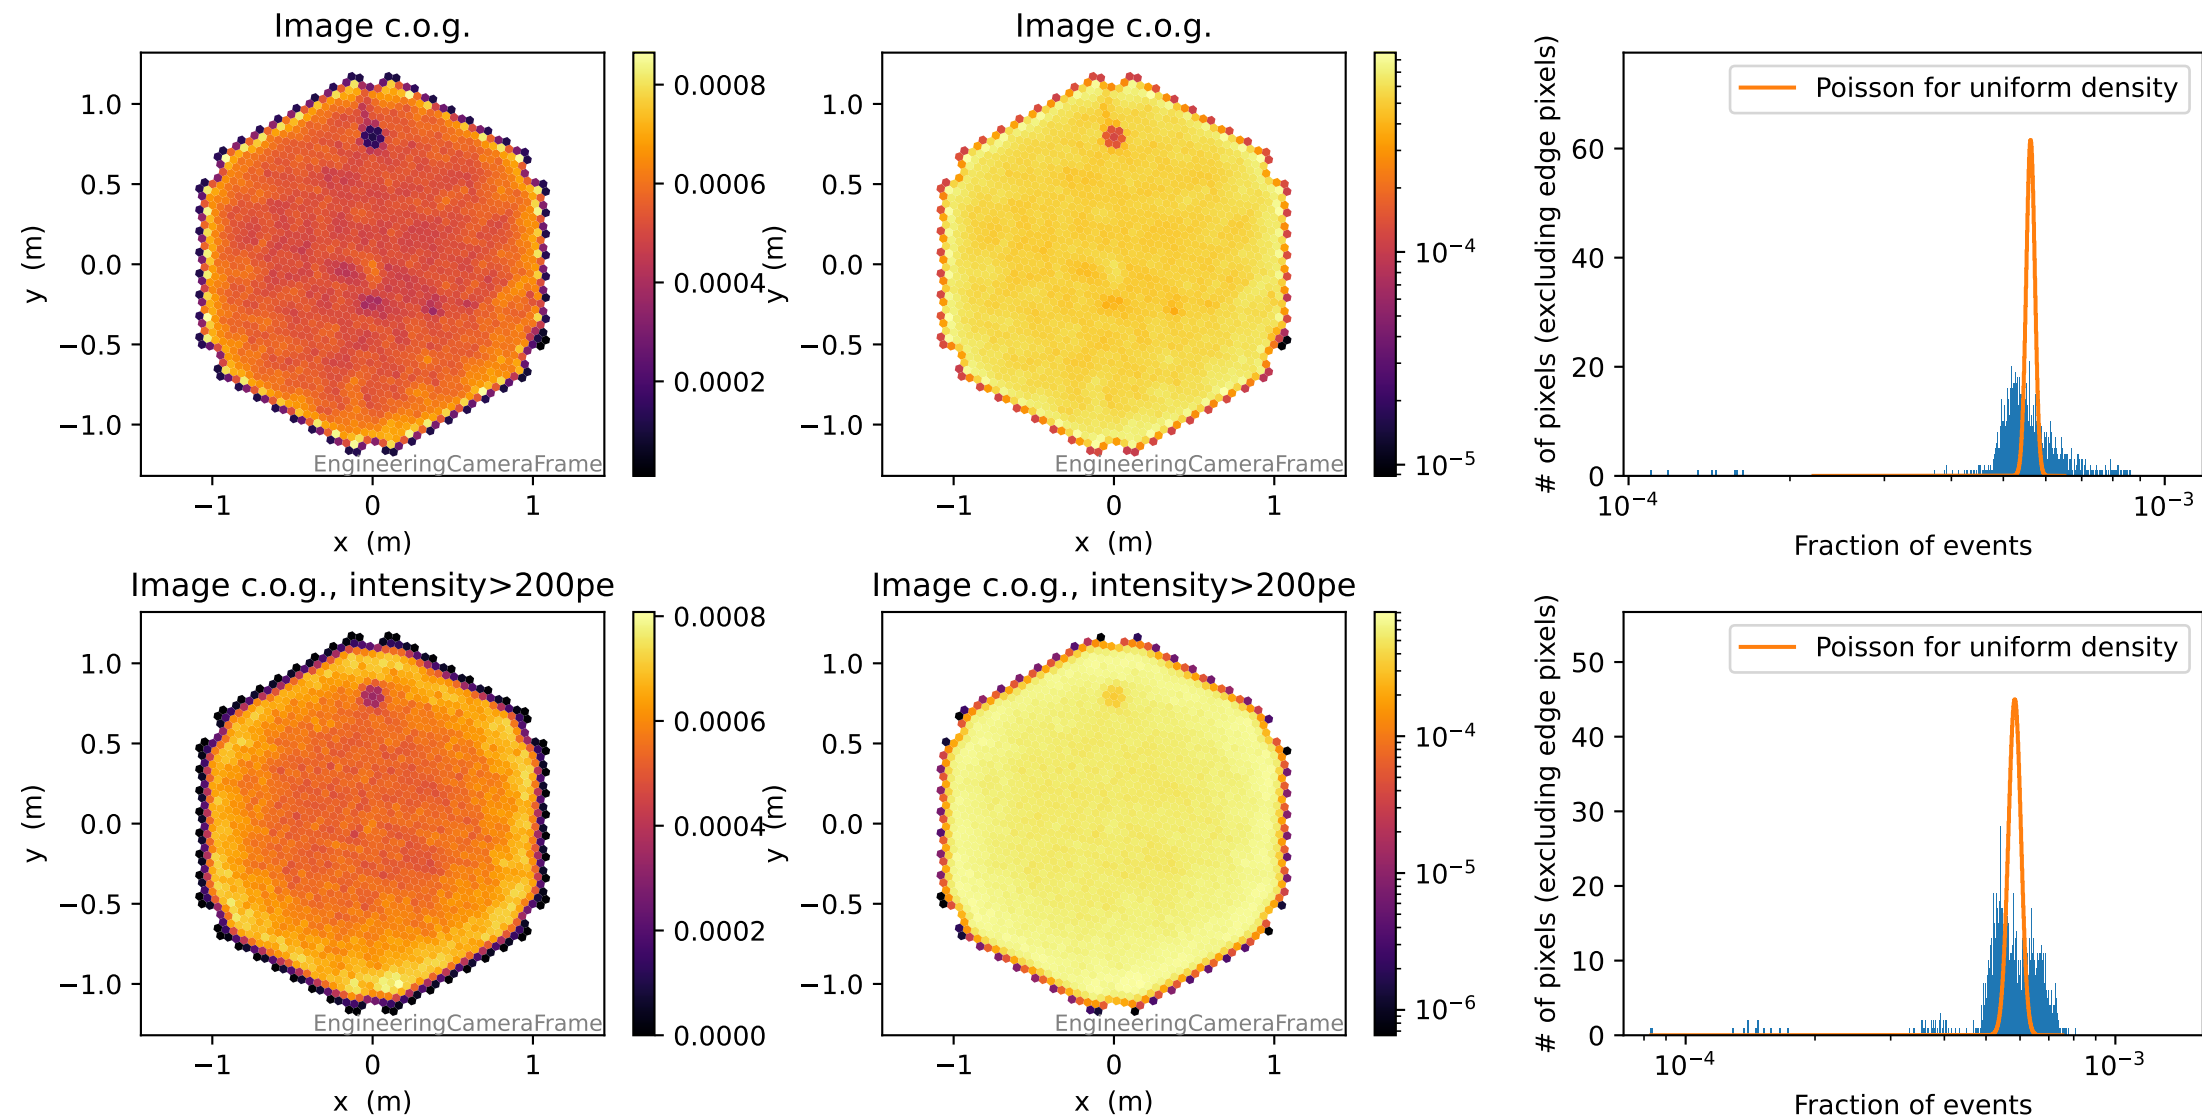 Image c.o.g.
1.0
0.5
0.0
−0.5
−1.0
y (m)
−1
0
1
x (m)
EngineeringCameraFrame
0.0008
0.0006
0.0004
0.0002
Image c.o.g.
1.0
0.5
0.0
−0.5
−1.0
y (m)
−1
0
1
x (m)
EngineeringCameraFrame
10⁻⁴
10⁻⁵
Poisson for uniform density
# of pixels (excluding edge pixels)
60
40
20
0
10⁻⁴
10⁻³
Fraction of events
Image c.o.g., intensity>200pe
1.0
0.5
0.0
−0.5
−1.0
y (m)
−1
0
1
x (m)
EngineeringCameraFrame
0.0008
0.0006
0.0004
0.0002
0.0000
Image c.o.g., intensity>200pe
1.0
0.5
0.0
−0.5
−1.0
y (m)
−1
0
1
x (m)
EngineeringCameraFrame
10⁻⁴
10⁻⁵
10⁻⁶
Poisson for uniform density
# of pixels (excluding edge pixels)
50
40
30
20
10
0
10⁻⁴
10⁻³
Fraction of events